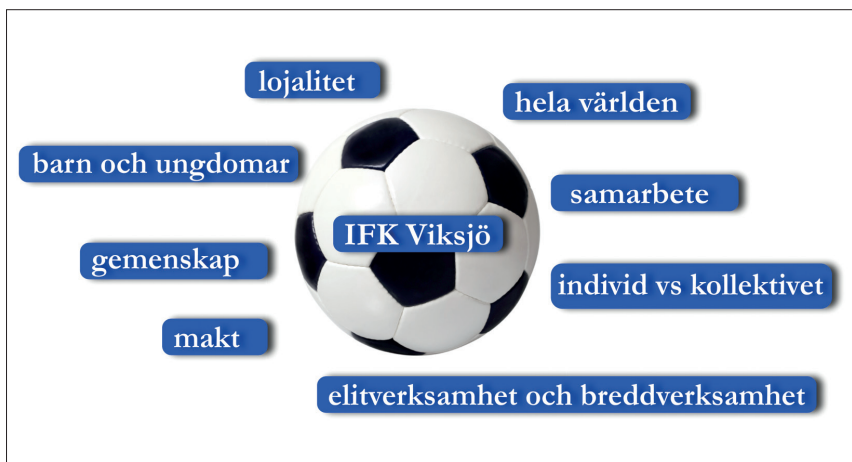 lojalitet
hela världen
barn och ungdomar
samarbete
IFK Viksjö
gemenskap
individ vs kollektivet
makt
elitverksamhet och breddverksamhet